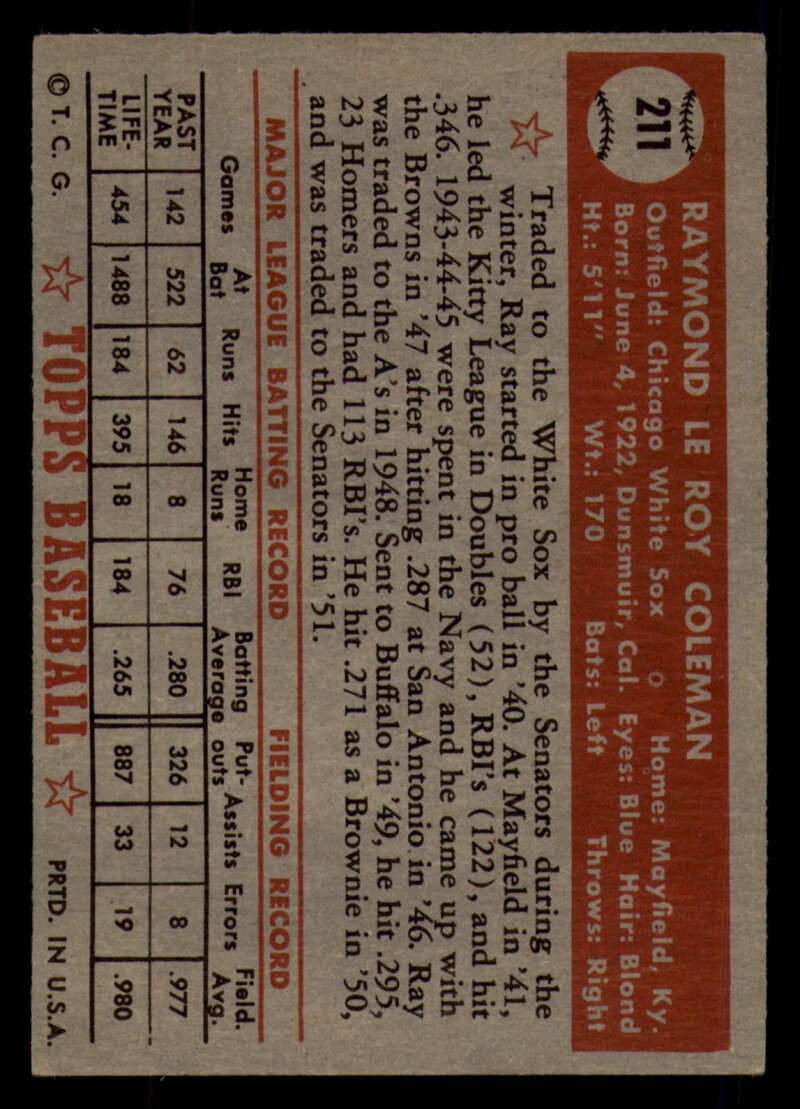 211
RAYMOND LE ROY COLEMAN
Outfield: Chicago White Sox ○ Home: Mayfield, Ky.
Born: June 4, 1922, Dunsmuir, Cal. Eyes: Blue Hair: Blond
Ht.: 5'11" Wt.: 170 Bats: Left Throws: Right
Traded to the White Sox by the Senators during the
winter, Ray started in pro ball in '40. At Mayfield in '41,
he led the Kitty League in Doubles (52), RBI's (122), and hit
.346. 1943-44-45 were spent in the Navy and he came up with
the Browns in '47 after hitting .287 at San Antonio in '46. Ray
was traded to the A's in 1948. Sent to Buffalo in '49, he hit .295,
23 Homers and had 113 RBI's. He hit .271 as a Brownie in '50,
and was traded to the Senators in '51.
MAJOR LEAGUE BATTING RECORD FIELDING RECORD
Games At Bat Runs Hits Home Runs RBI Batting Average Put-outs Assists Errors Field. Avg.
PAST YEAR 142 522 62 146 8 76 .280 326 12 8 .977
LIFE-TIME 454 1488 184 395 18 184 .265 887 33 19 .980
© T. C. G. TOPPS BASEBALL PRTD. IN U.S.A.